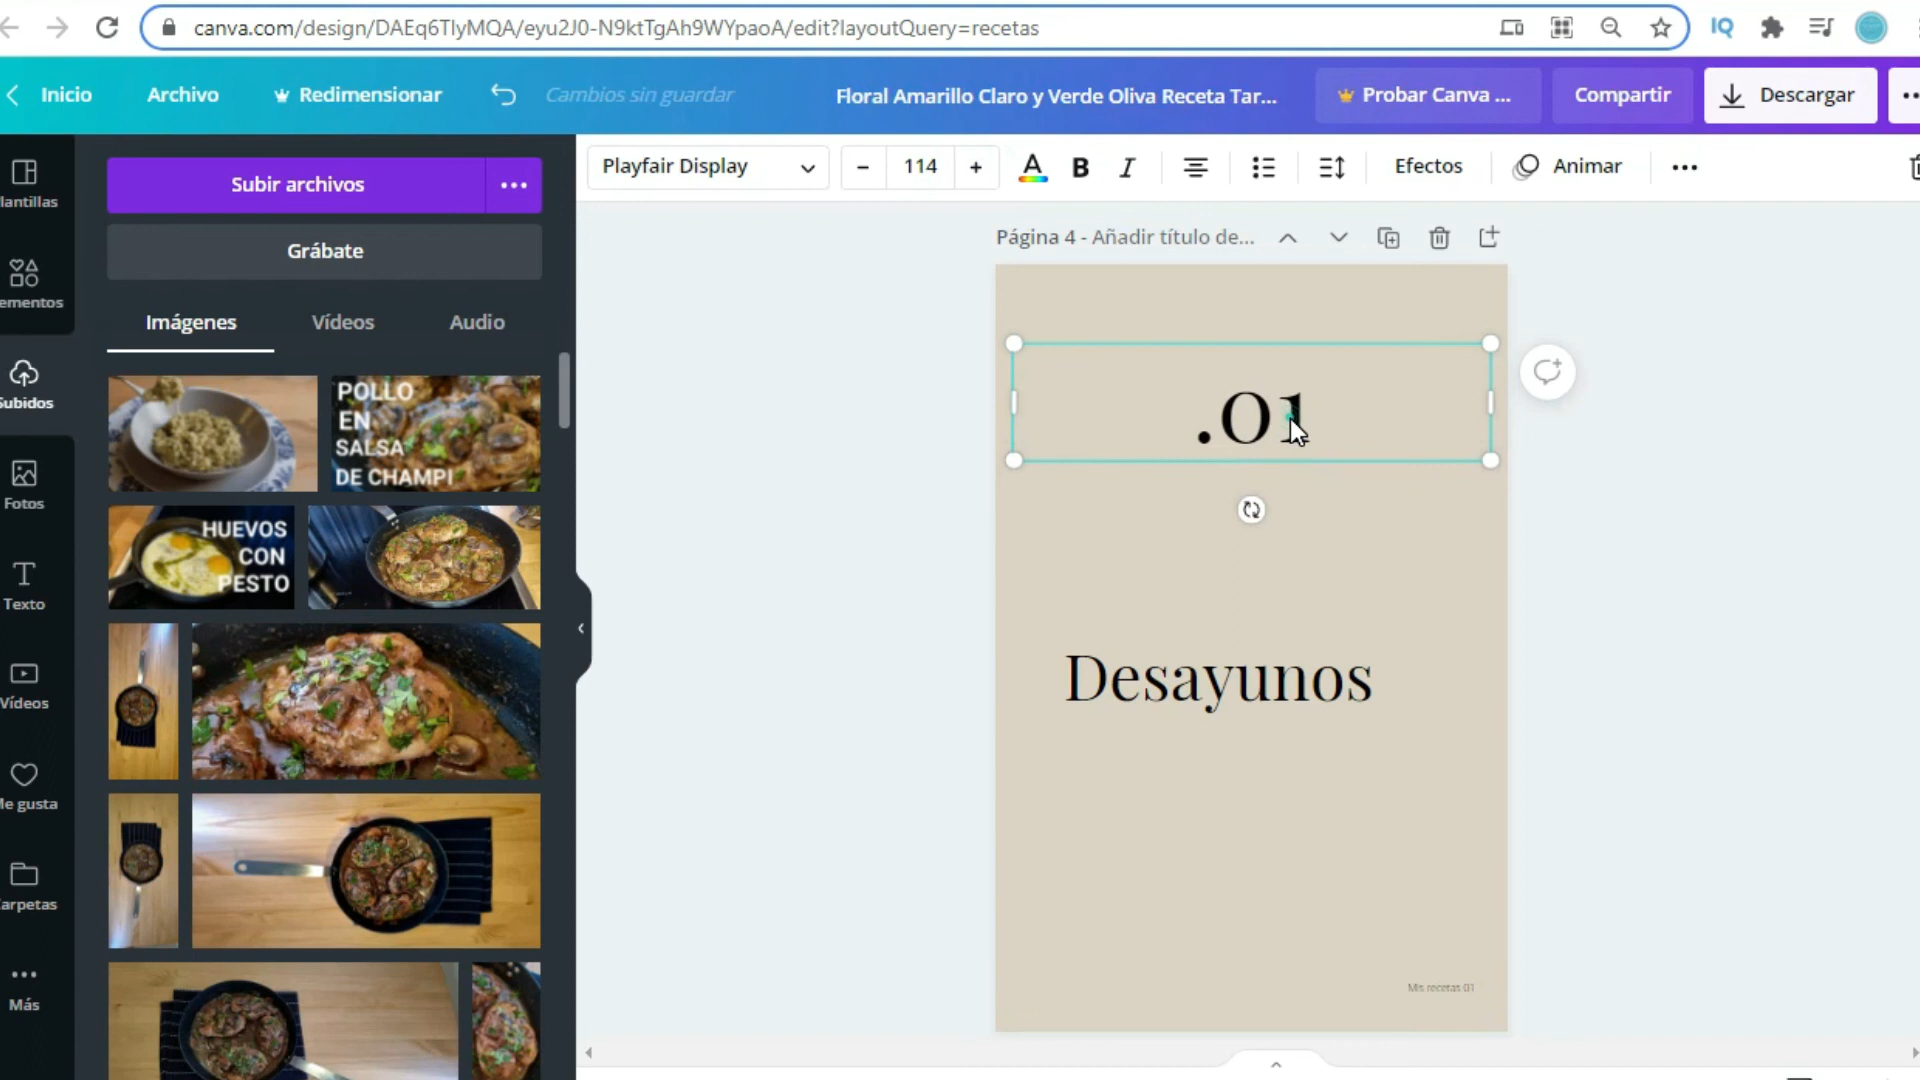 canva.com/design/DAEq6TlyMQA/eyu2J0-N9ktTgAh9WYpaoA/edit?layoutQuery=recetas
IQ
Inicio
Archivo
Redimensionar
Cambios sin guardar
Floral Amarillo Claro y Verde Oliva Receta Tar...
Probar Canva ...
Compartir
Descargar
lantillas
ementos
Subidos
Fotos
Texto
Vídeos
Me gusta
arpetas
Más
Subir archivos
Grábate
Imágenes
Vídeos
Audio
POLLO
EN
SALSA
DE CHAMPI
HUEVOS
CON
PESTO
Playfair Display
– 114 +
A
B
I
Efectos
Animar
Página 4 - Añadir título de...
.01
Desayunos
Mis recetas 01